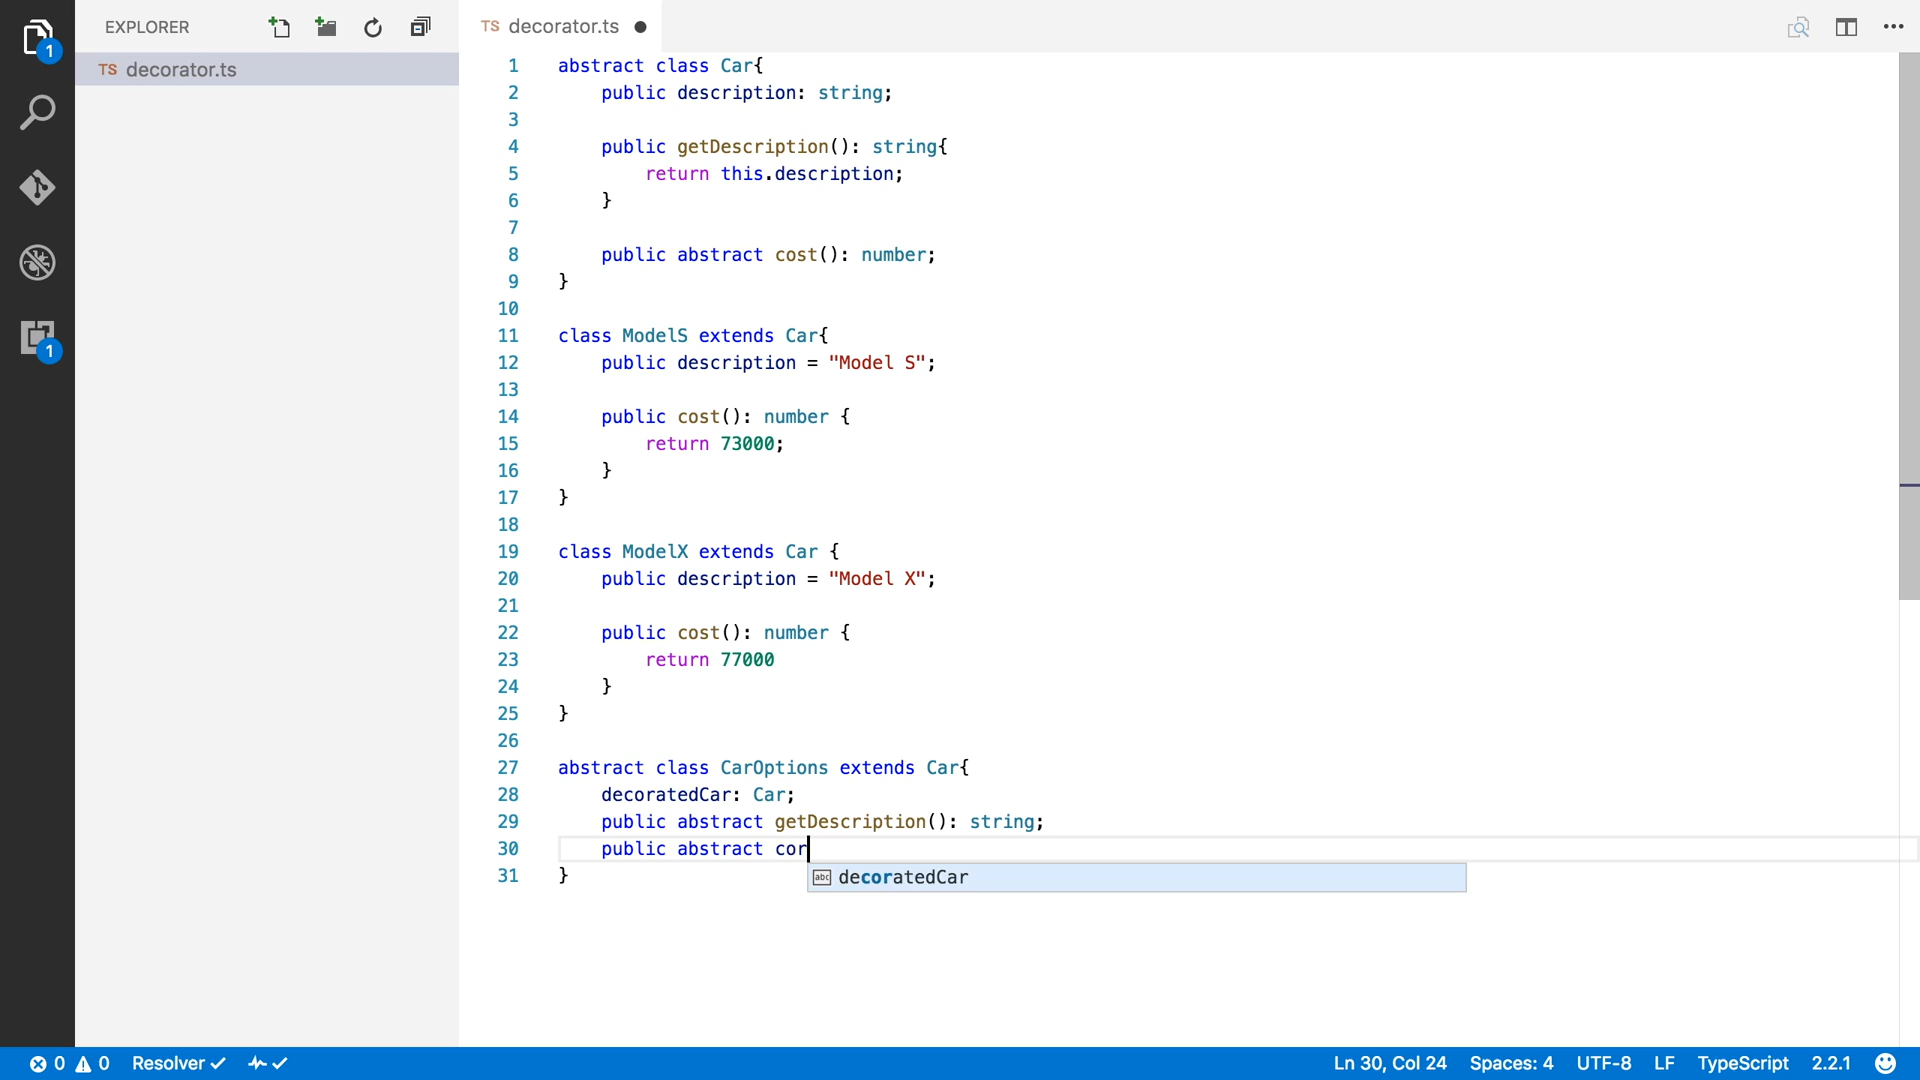 EXPLORER
TS decorator.ts
1
1
TS decorator.ts
1 abstract class Car{
2 public description: string;
3
4 public getDescription(): string{
5 return this.description;
6 }
7
8 public abstract cost(): number;
9 }
10
11 class ModelS extends Car{
12 public description = "Model S";
13
14 public cost(): number {
15 return 73000;
16 }
17 }
18
19 class ModelX extends Car {
20 public description = "Model X";
21
22 public cost(): number {
23 return 77000
24 }
25 }
26
27 abstract class CarOptions extends Car{
28 decoratedCar: Car;
29 public abstract getDescription(): string;
30 public abstract cor
31 }
abc decoratedCar
0 0 Resolver Ln 30, Col 24 Spaces: 4 UTF-8 LF TypeScript 2.2.1